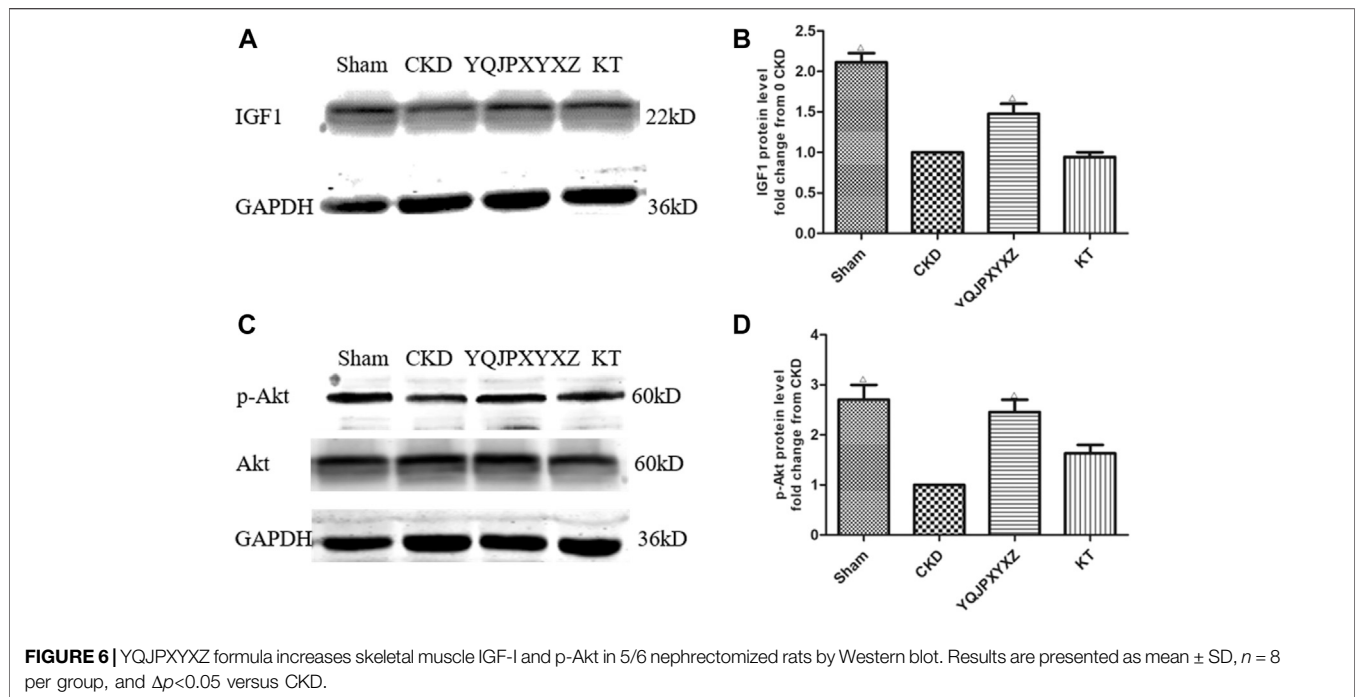 A
Sham CKD YQJPXYXZ KT
IGF1 22kD
GAPDH 36kD
B
IGF1 protein level
fold change from 0 CKD
2.5
2.0
1.5
1.0
0.5
0.0
△
△
Sham
CKD
YQJPXYXZ
KT
C
Sham CKD YQJPXYXZ KT
p-Akt 60kD
Akt 60kD
GAPDH 36kD
D
p-Akt protein level
fold change from CKD
4
3
2
1
0
△
△
Sham
CKD
YQJPXYXZ
KT
FIGURE 6 | YQJPXYXZ formula increases skeletal muscle IGF-I and p-Akt in 5/6 nephrectomized rats by Western blot. Results are presented as mean ± SD, n = 8
per group, and Δp<0.05 versus CKD.